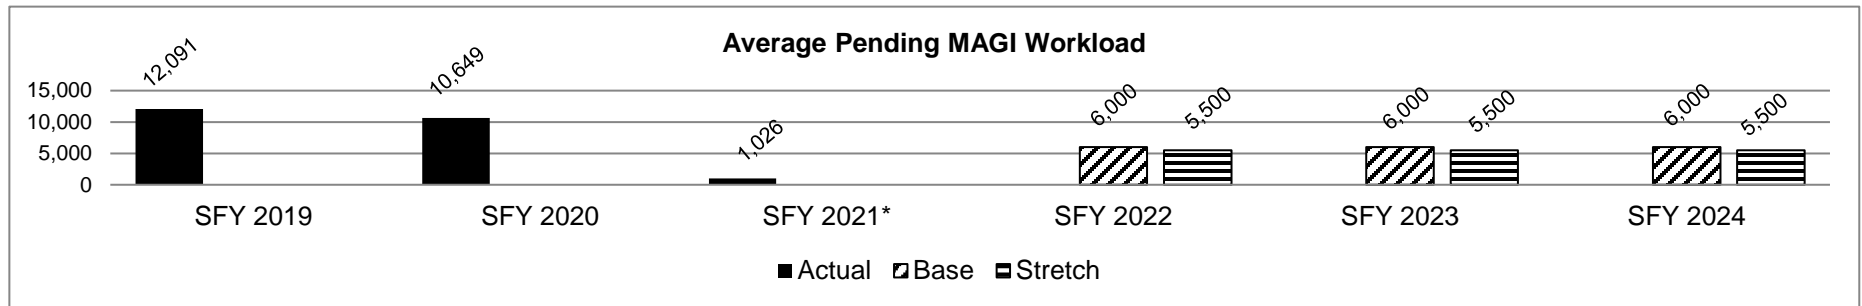 Average Pending MAGI Workload
12,091
10,649
1,026
6,000
5,500
6,000
5,500
6,000
5,500
15,000
10,000
5,000
0
SFY 2019
SFY 2020
SFY 2021*
SFY 2022
SFY 2023
SFY 2024
Actual
Base
Stretch